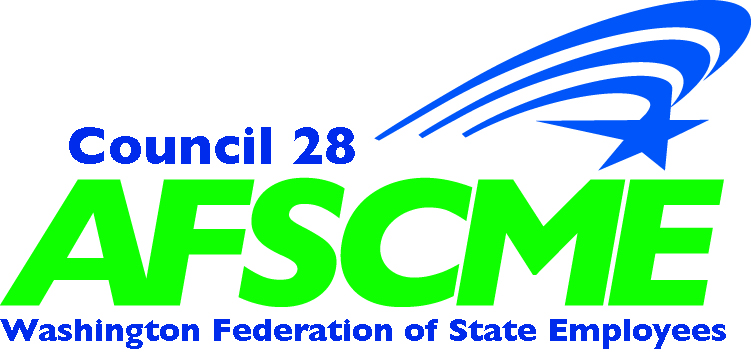 Council 28
AFSCME
Washington Federation of State Employees